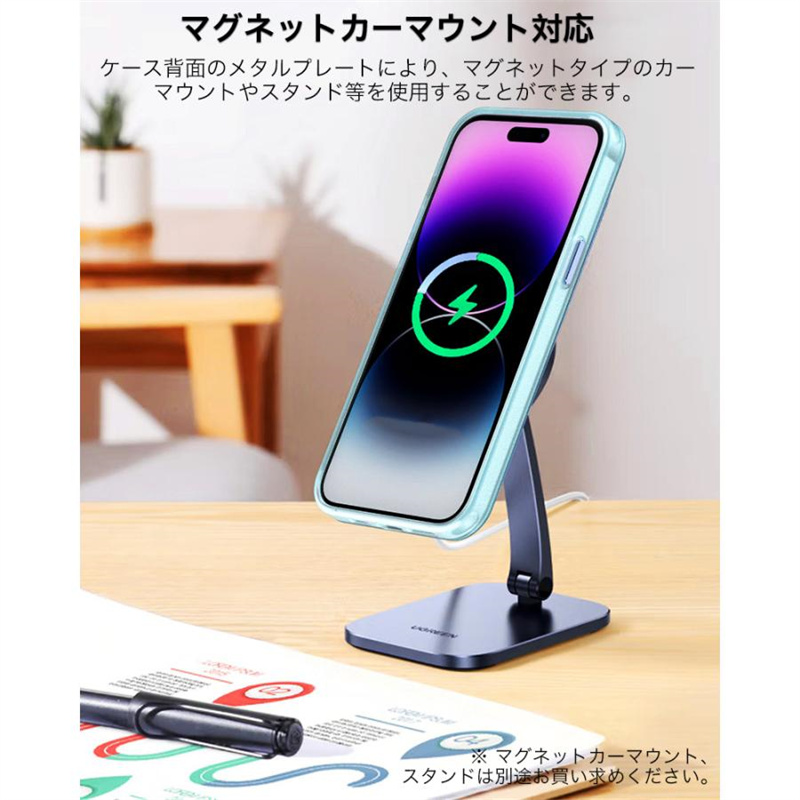 マグネットカーマウント対応
ケース背面のメタルプレートにより、マグネットタイプのカー
マウントやスタンド等を使用することができます。
UGREEN
02
04
※ マグネットカーマウント、
スタンドは別途お買い求めください。